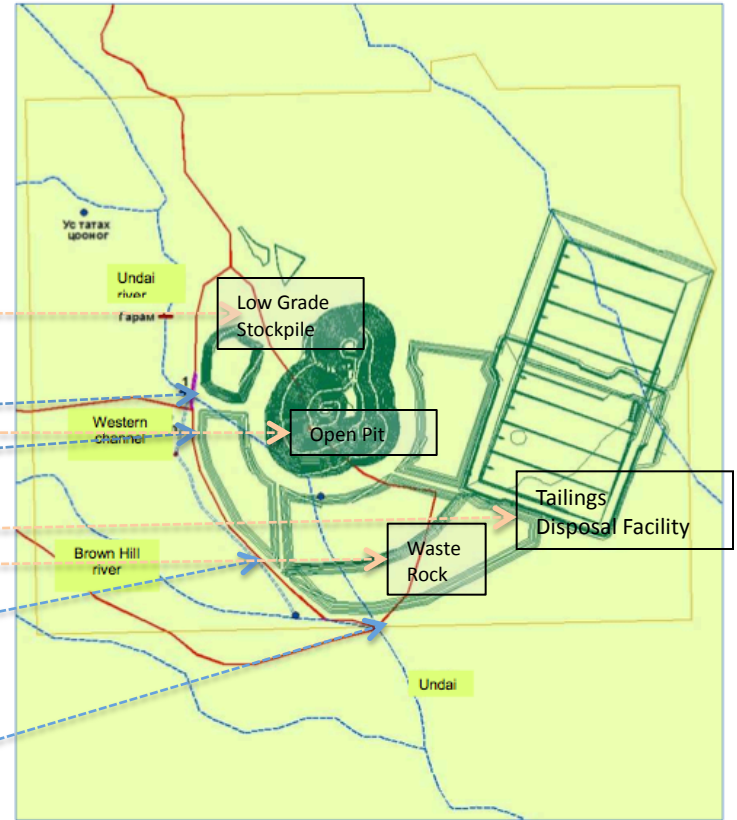 Ус татах
цооног
Undai
river
Гарам
Low Grade
Stockpile
1
Western
channel
Open Pit
Tailings
Disposal Facility
Brown Hill
river
Waste
Rock
Undai